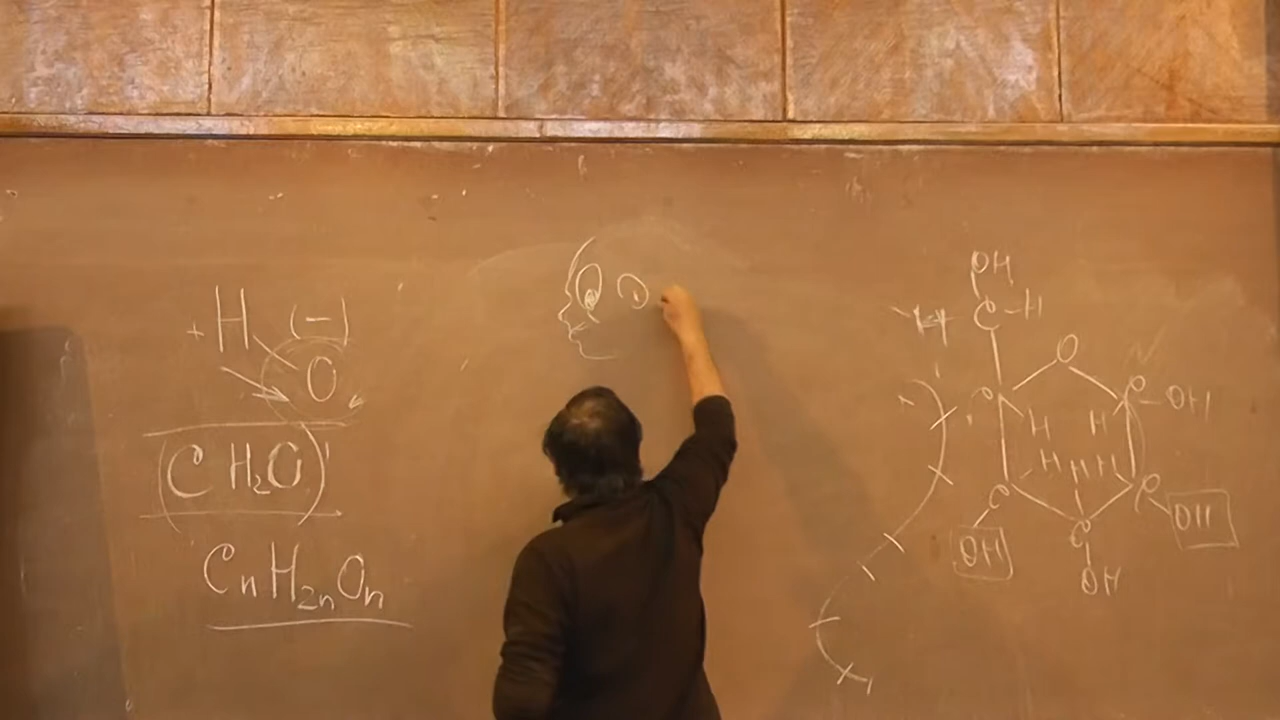 +H (-)
O
(CH₂O)
CₙH₂ₙOₙ
OH
C-H
H
O
C C-OH
H H
H H H
C C
OH C OH
OH